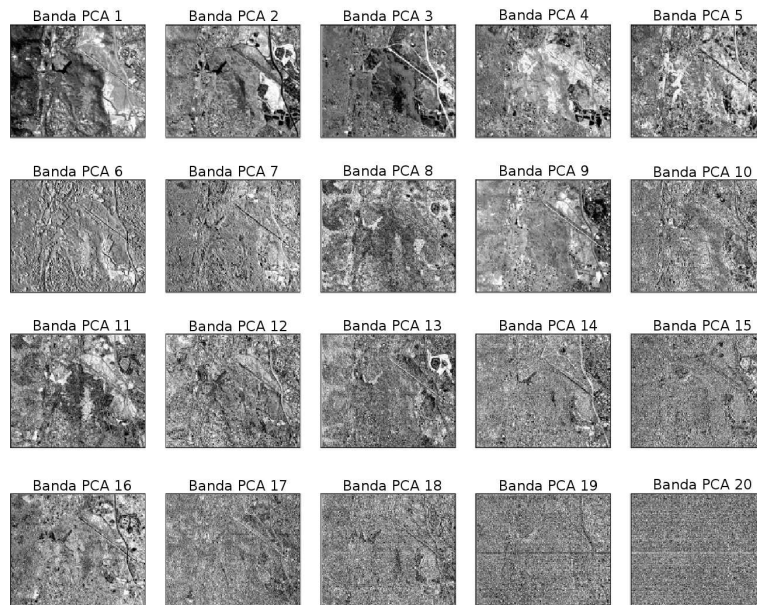 Banda PCA 1
Banda PCA 2
Banda PCA 3
Banda PCA 4
Banda PCA 5
Banda PCA 6
Banda PCA 7
Banda PCA 8
Banda PCA 9
Banda PCA 10
Banda PCA 11
Banda PCA 12
Banda PCA 13
Banda PCA 14
Banda PCA 15
Banda PCA 16
Banda PCA 17
Banda PCA 18
Banda PCA 19
Banda PCA 20